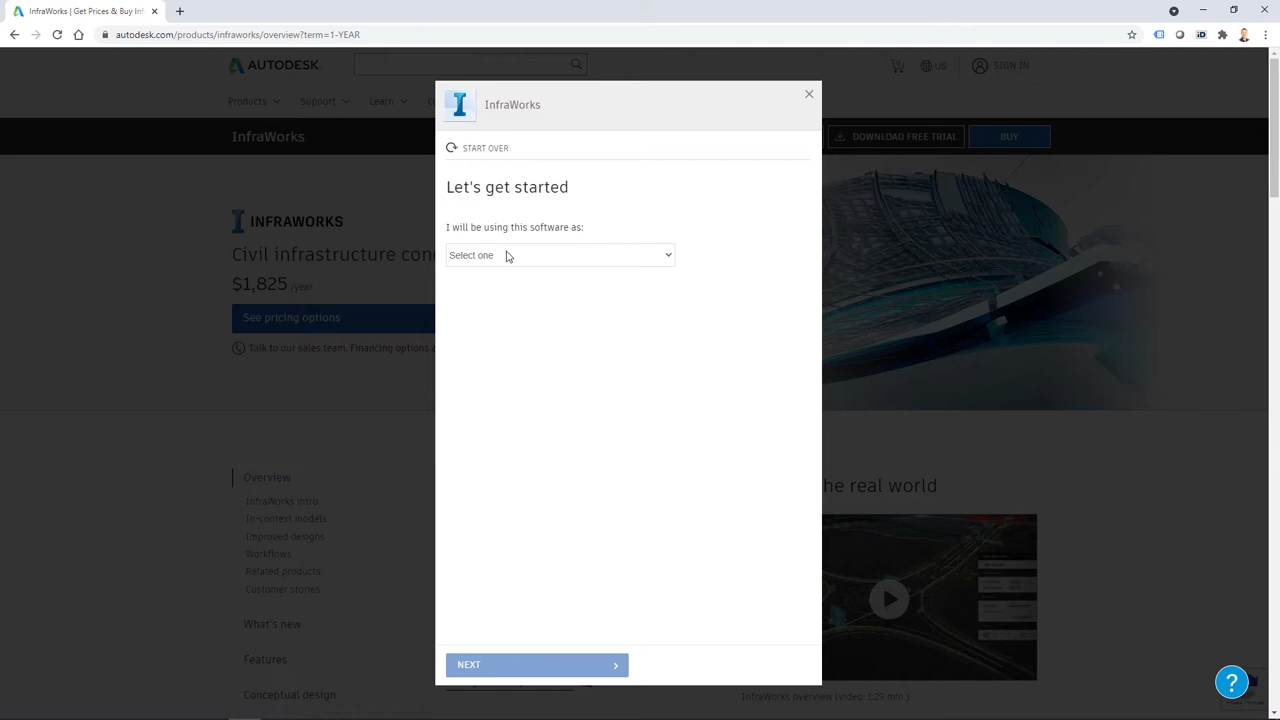 InfraWorks | Get Prices & Buy Inf
autodesk.com/products/infraworks/overview?term=1-YEAR
AUTODESK
US
SIGN IN
Products
Support
Learn
InfraWorks
DOWNLOAD FREE TRIAL
BUY
INFRAWORKS
Civil infrastructure con
$1,825 /year
See pricing options
Talk to our sales team. Financing options a
InfraWorks
START OVER
Let's get started
I will be using this software as:
Select one
NEXT
Overview
InfraWorks intro
In-context models
Improved designs
Workflows
Related products
Customer stories
What's new
Features
Conceptual design
the real world
InfraWorks overview (video: 1:29 min.)
?